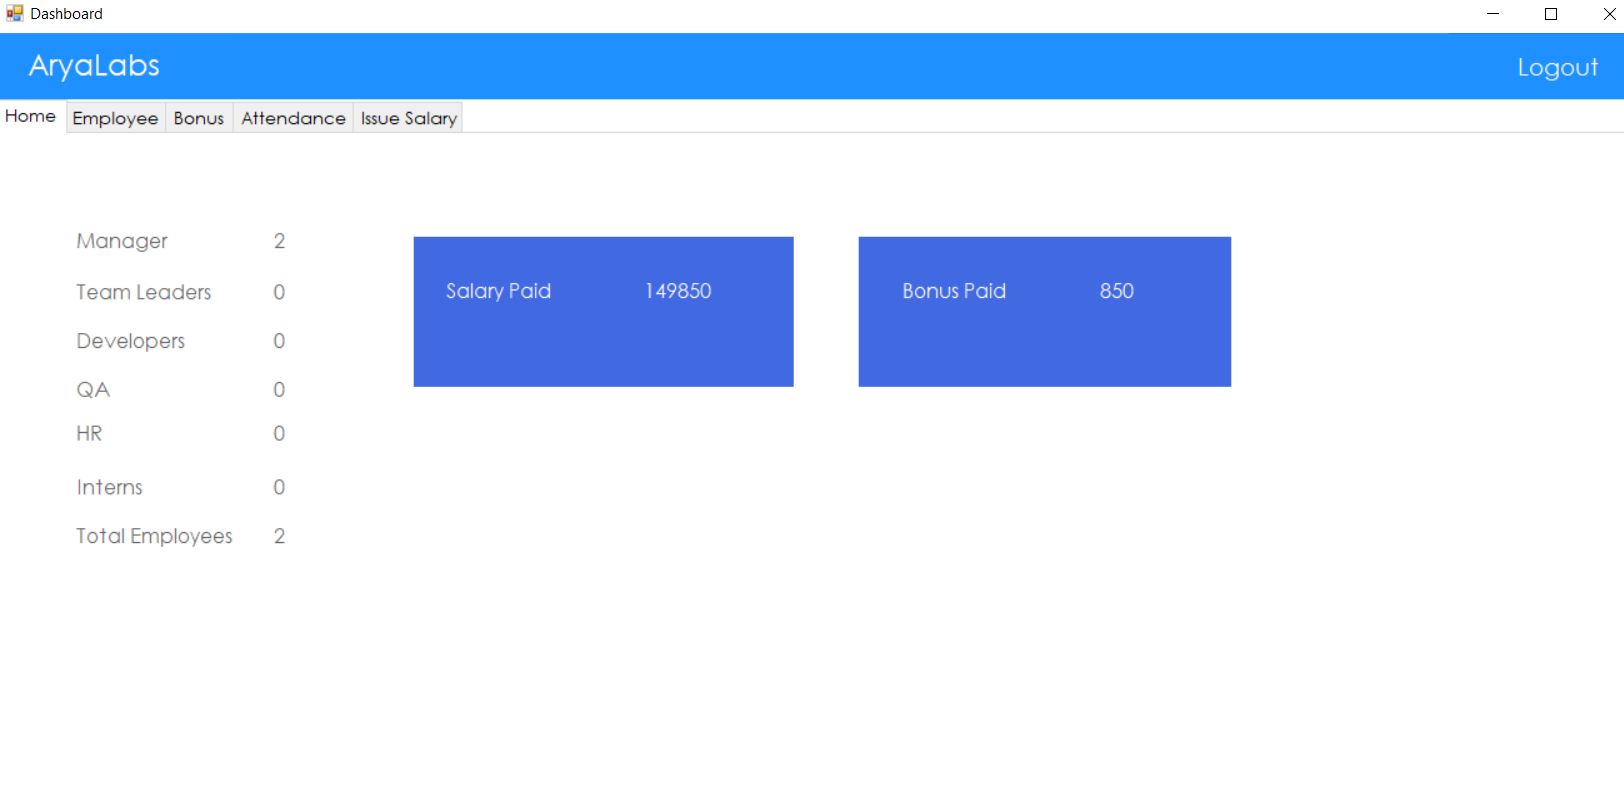 Dashboard
AryaLabs Logout
Home Employee Bonus Attendance Issue Salary
Manager 2
Team Leaders 0
Developers 0
QA 0
HR 0
Interns 0
Total Employees 2
Salary Paid 149850
Bonus Paid 850